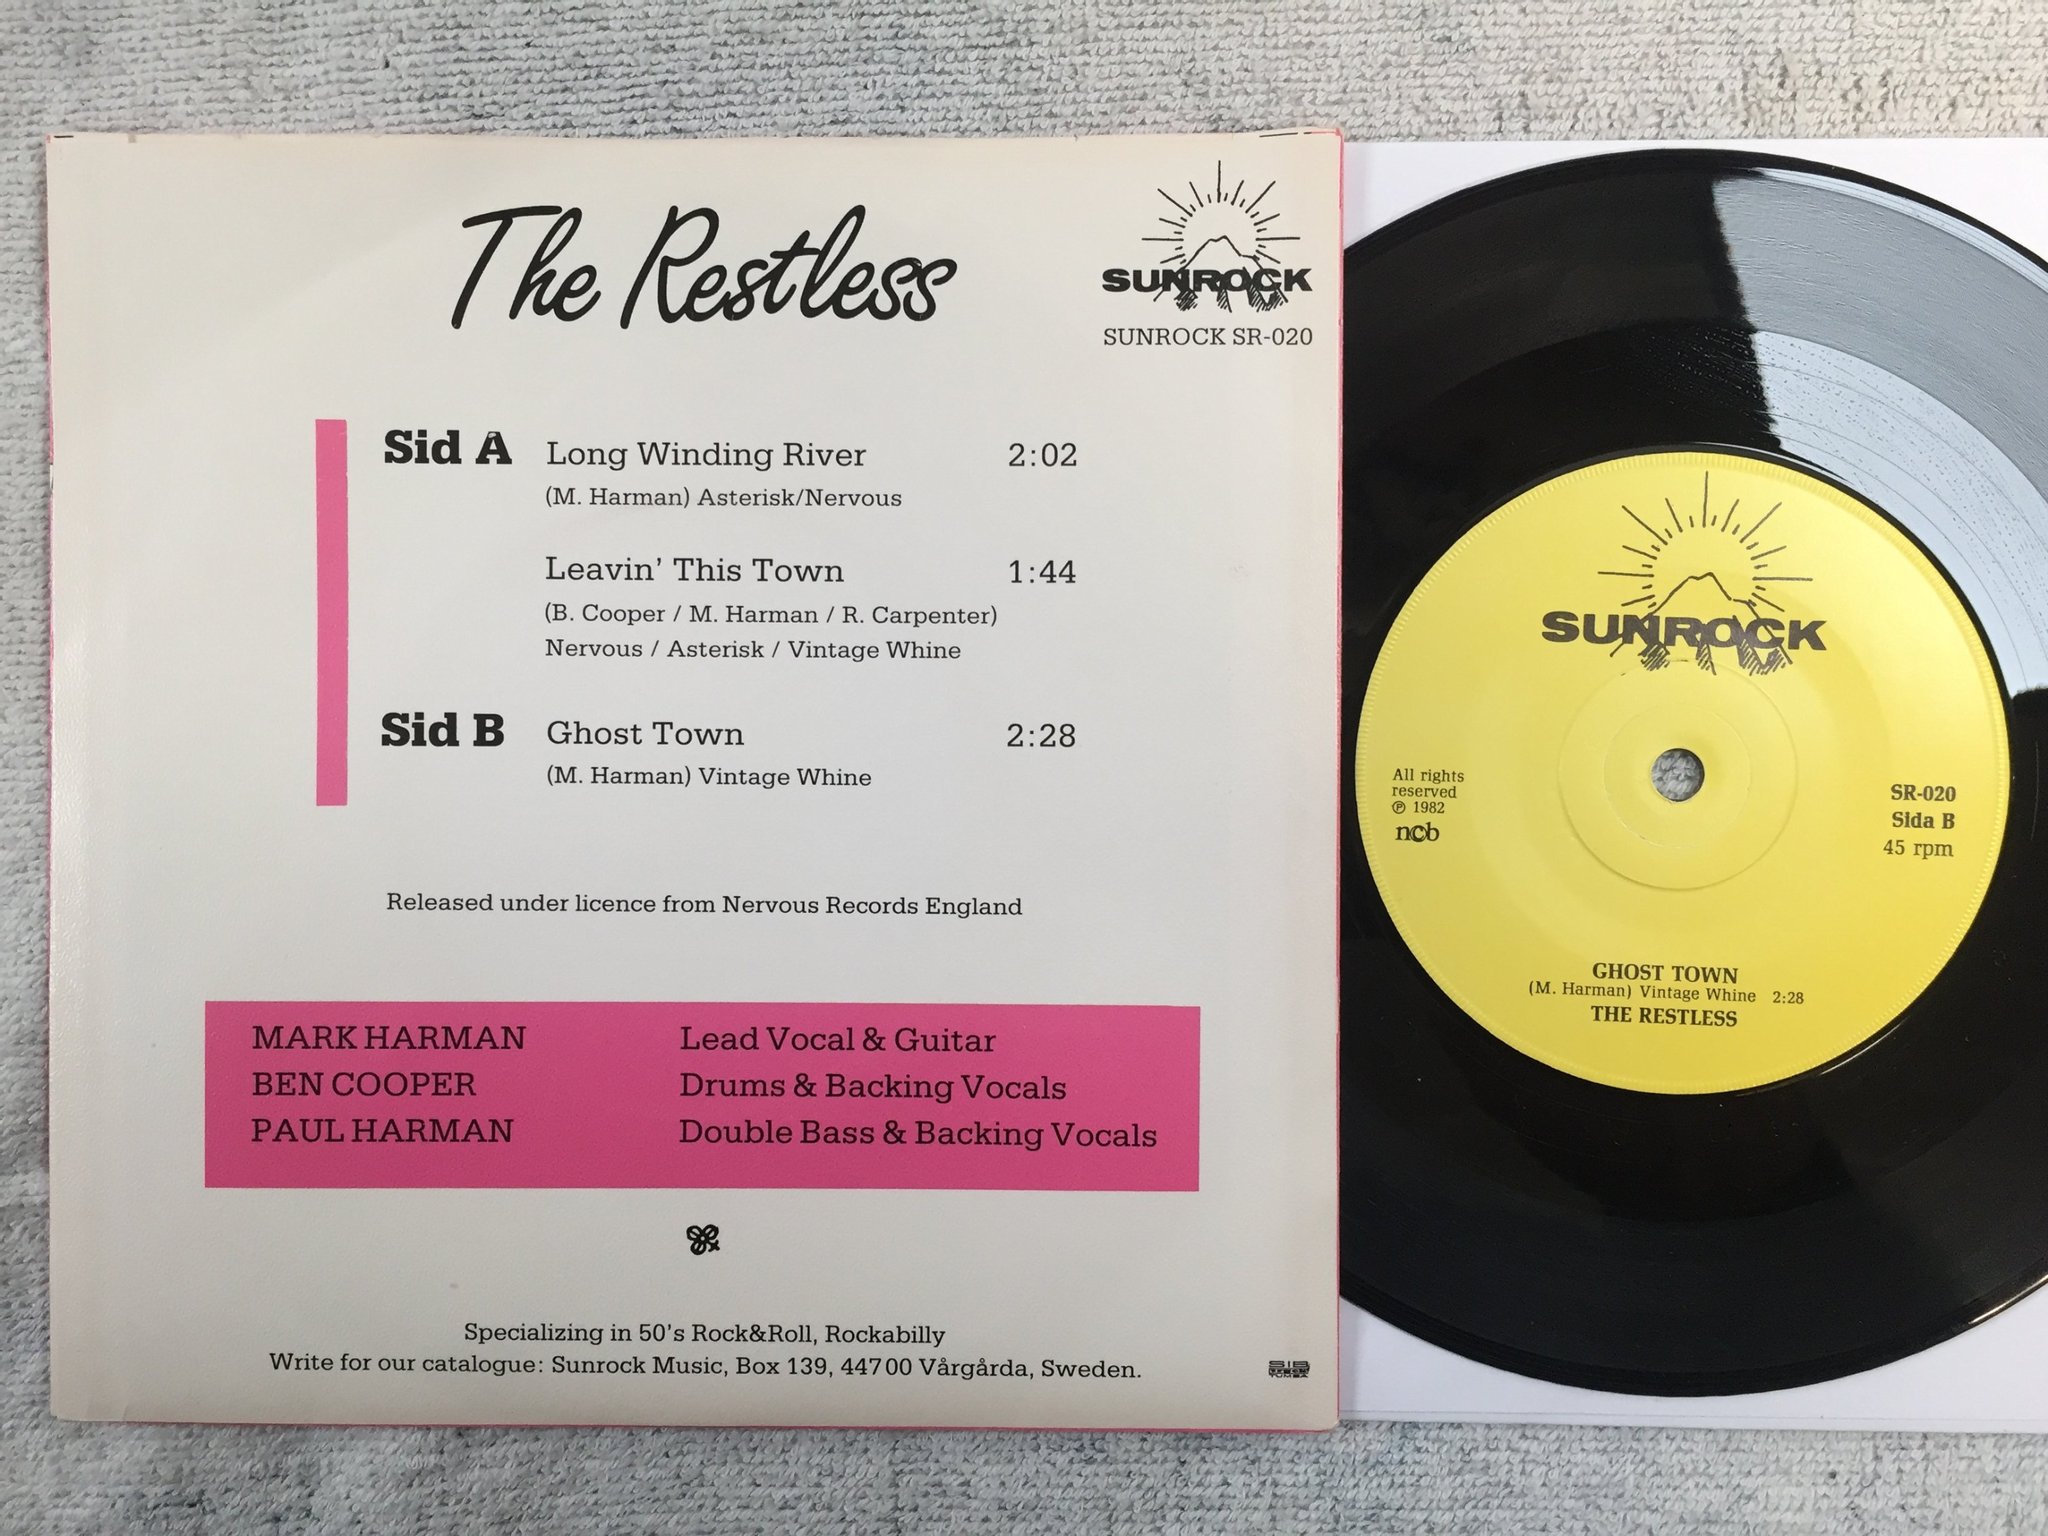 The Restless
SUNROCK
SUNROCK SR-020
Sid A Long Winding River 2:02
(M. Harman) Asterisk/Nervous
Leavin' This Town 1:44
(B. Cooper / M. Harman / R. Carpenter)
Nervous / Asterisk / Vintage Whine
Sid B Ghost Town 2:28
(M. Harman) Vintage Whine
Released under licence from Nervous Records England
MARK HARMAN Lead Vocal & Guitar
BEN COOPER Drums & Backing Vocals
PAUL HARMAN Double Bass & Backing Vocals
Specializing in 50's Rock&Roll, Rockabilly
Write for our catalogue: Sunrock Music, Box 139, 44700 Vårgårda, Sweden.
SUNROCK
All rights
reserved
℗ 1982
ncb
SR-020
Sida B
45 rpm
GHOST TOWN
(M. Harman) Vintage Whine 2:28
THE RESTLESS